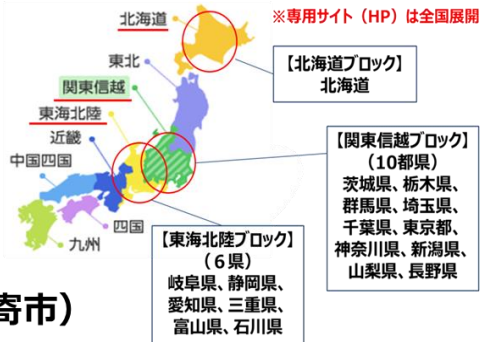 ※専用サイト（HP）は全国展開
北海道
東北
関東信越
東海北陸
近畿
中国四国
四国
九州
【北海道ブロック】
北海道
【関東信越ブロック】
（10都県）
茨城県、栃木県、
群馬県、埼玉県、
千葉県、東京都、
神奈川県、新潟県、
山梨県、長野県
【東海北陸ブロック】
（６県）
岐阜県、静岡県、
愛知県、三重県、
富山県、石川県
寄市）